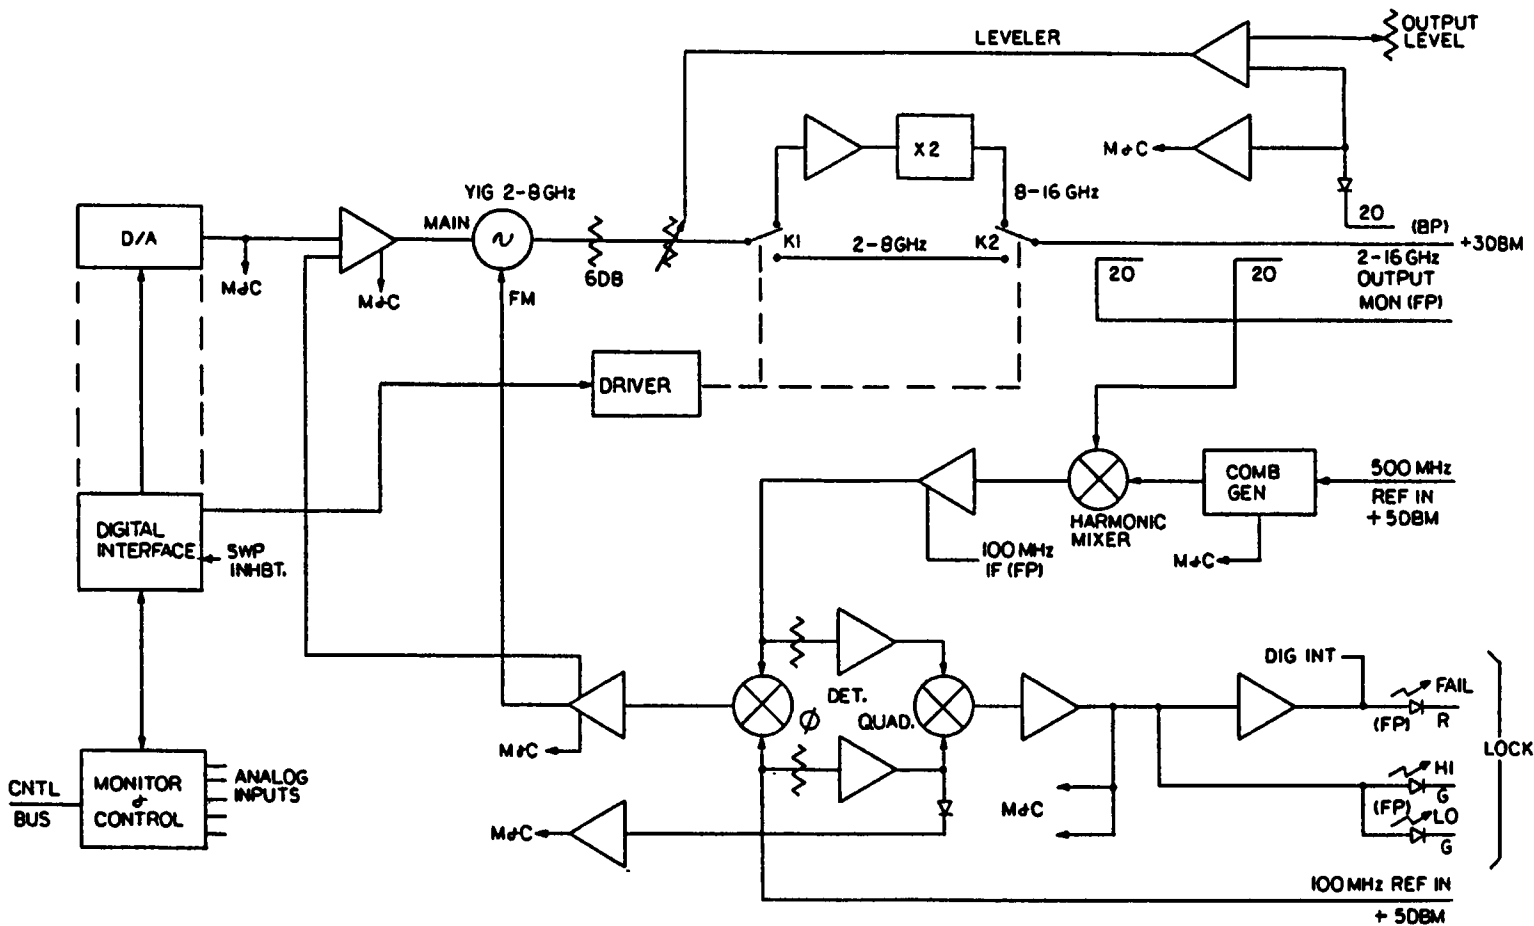 OUTPUT
LEVEL
LEVELER
X2
M&C
YIG 2-8GHz
8-16 GHz
20
(BP)
D/A
MAIN
K1
2-8GHz
K2
+3DBM
2-16 GHz
OUTPUT
MON (FP)
M&C
M&C
FM
6DB
20
20
DRIVER
500 MHz
REF IN
+5DBM
COMB
GEN
HARMONIC
MIXER
DIGITAL
INTERFACE
SWP
INHBT.
100 MHz
IF (FP)
M&C
DIG INT
FAIL
(FP)
R
DET.
Φ
QUAD.
M&C
LOCK
HI
G
(FP)
LO
G
CNTL
BUS
MONITOR
&
CONTROL
ANALOG
INPUTS
M&C
M&C
100 MHz REF IN
+ 5DBM